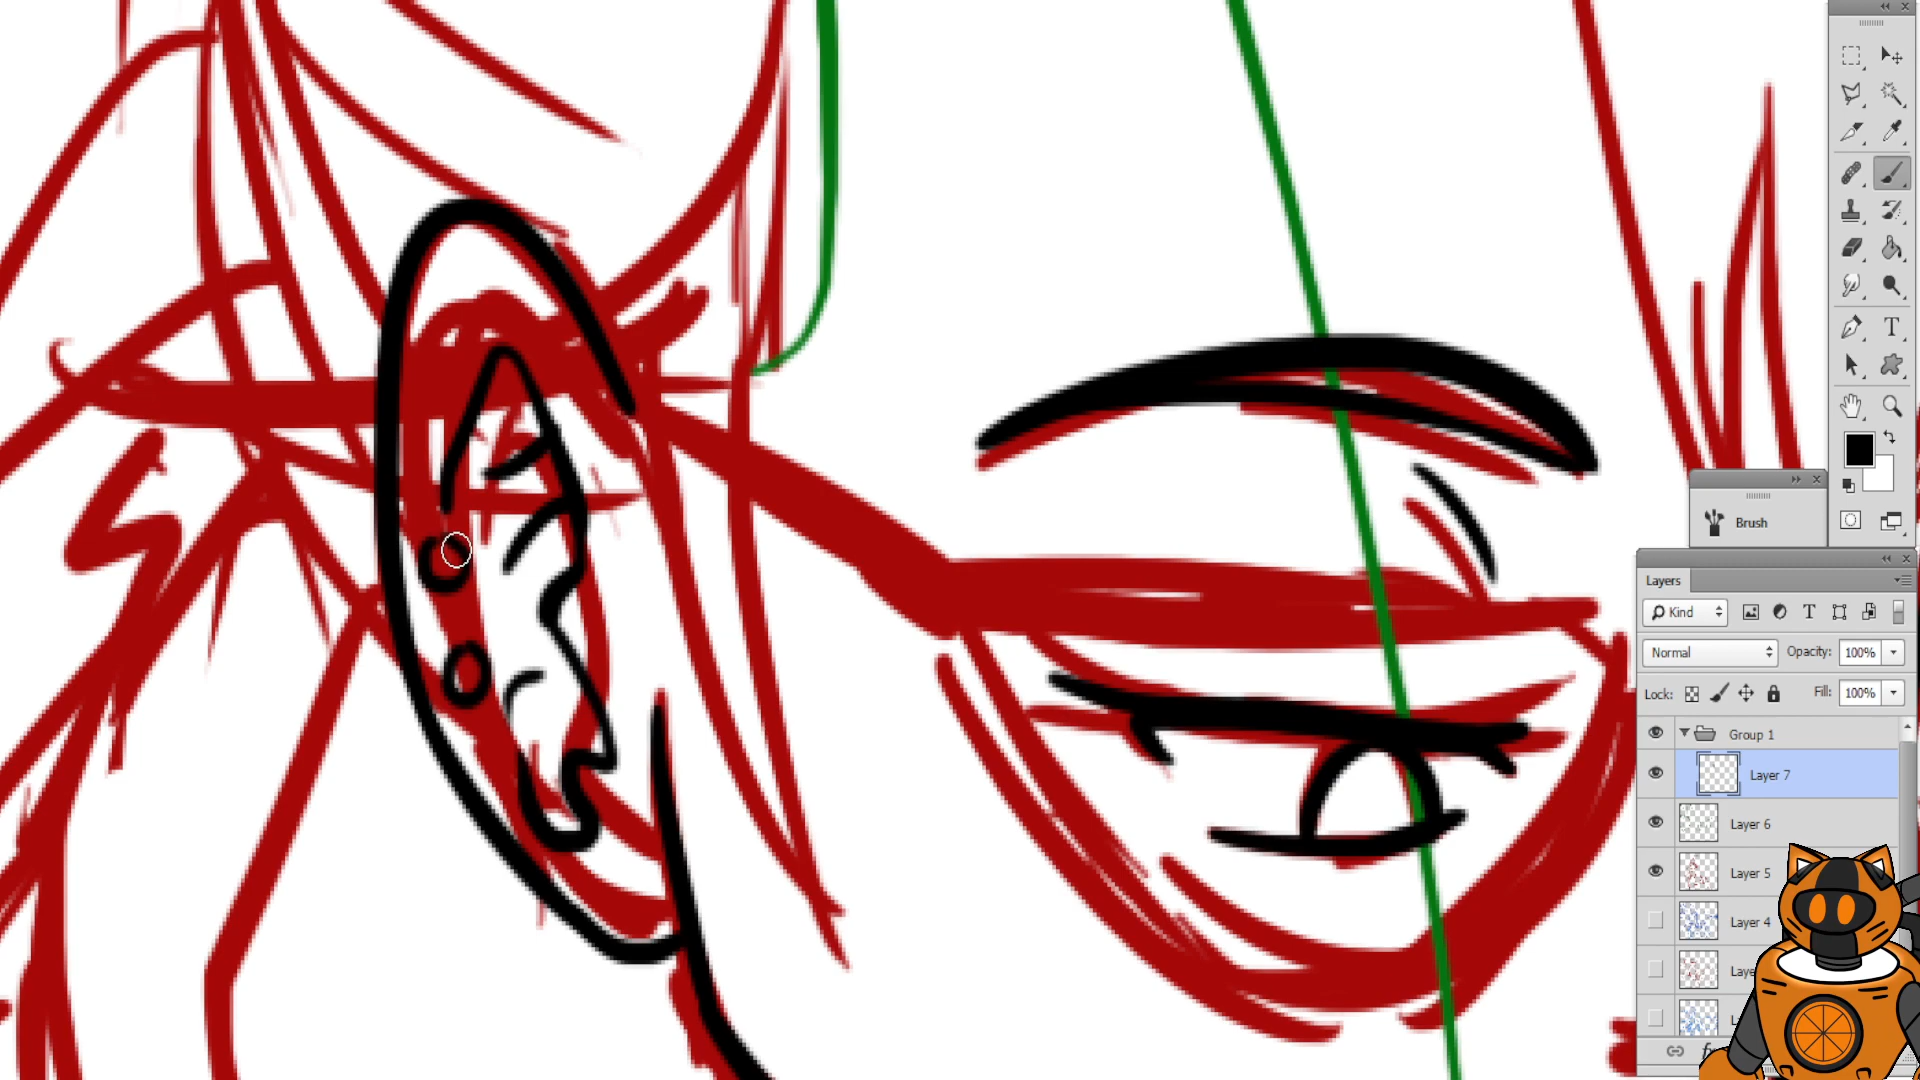 T
Brush
Layers
Kind
T
Normal
Opacity: 100%
Lock:
Fill: 100%
Group 1
Layer 7
Layer 6
Layer 5
Layer 4